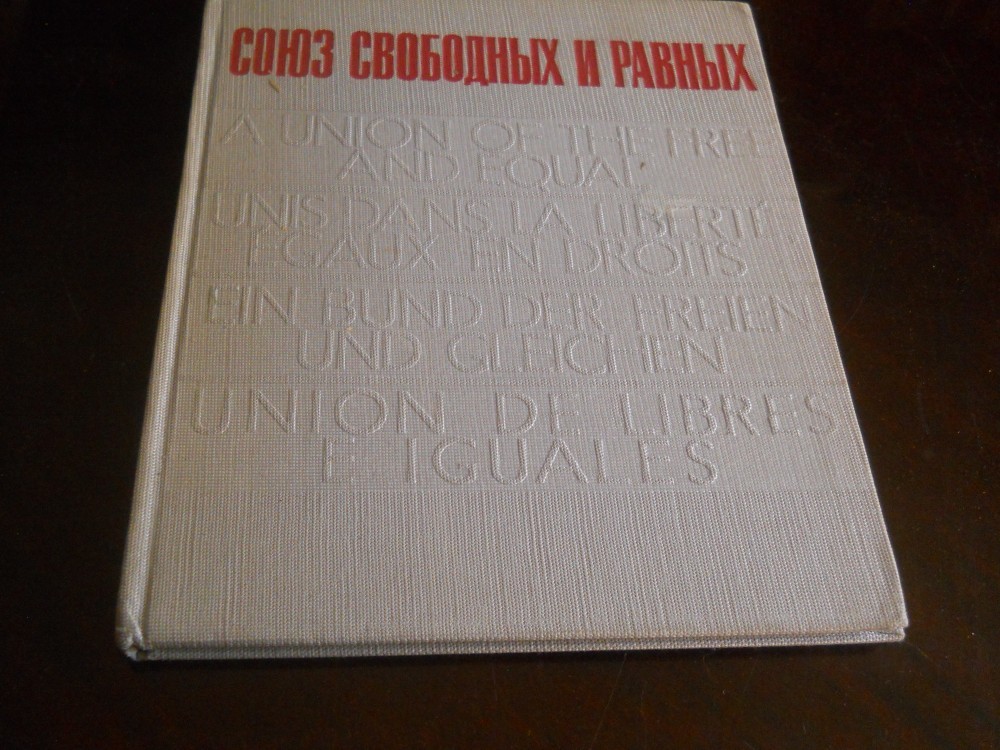 СОЮЗ СВОБОДНЫХ И РАВНЫХ
A UNION OF THE FREE
AND EQUAL
UNIS DANS LA LIBERTÉ
EGAUX EN DROITS
EIN BUND DER FREIEN
UND GLEICHEN
UNION DE LIBRES
E IGUALES